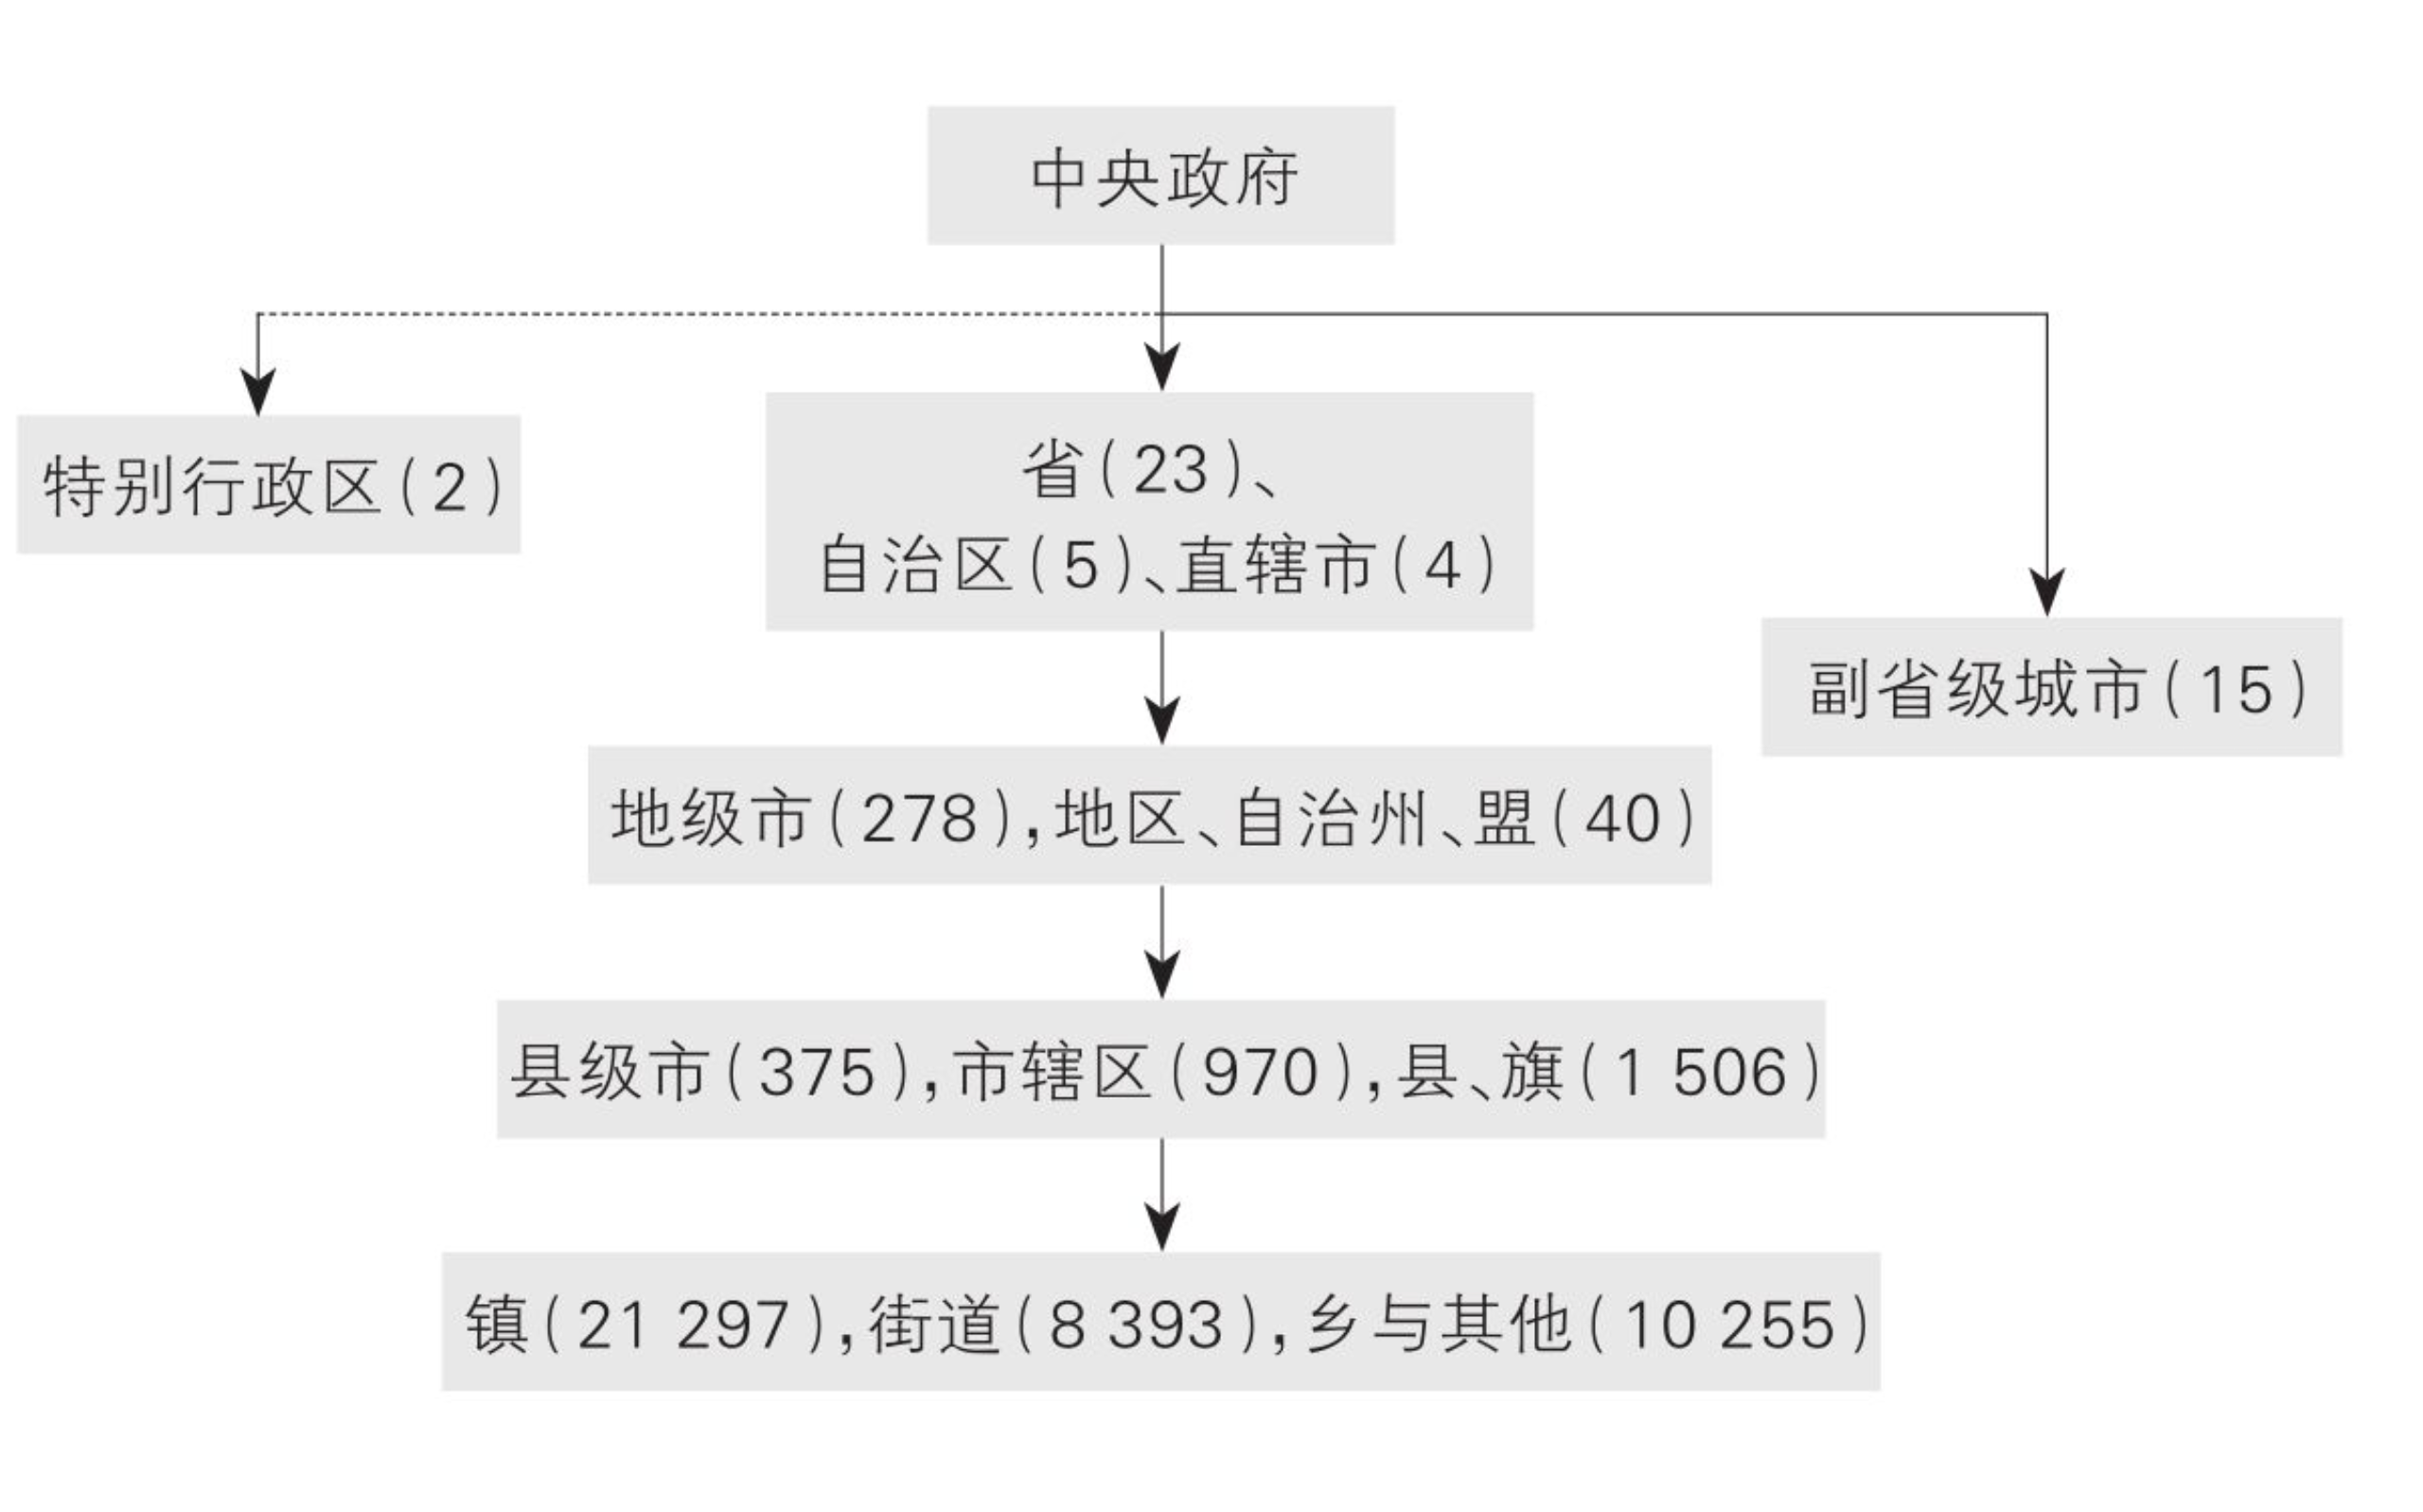 中央政府
特别行政区(2)
省(23)、
自治区(5)、直辖市(4)
副省级城市(15)
地级市(278),地区、自治州、盟(40)
县级市(375),市辖区(970),县、旗(1 506)
镇(21 297),街道(8 393),乡与其他(10 255)